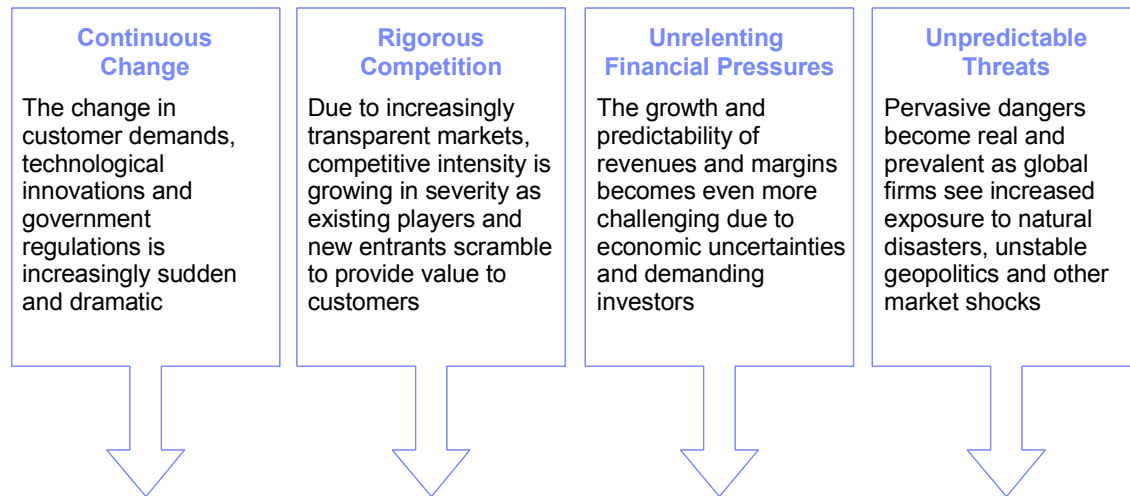 Continuous
Change
The change in
customer demands,
technological
innovations and
government
regulations is
increasingly sudden
and dramatic
Rigorous
Competition
Due to increasingly
transparent markets,
competitive intensity is
growing in severity as
existing players and
new entrants scramble
to provide value to
customers
Unrelenting
Financial Pressures
The growth and
predictability of
revenues and margins
becomes even more
challenging due to
economic uncertainties
and demanding
investors
Unpredictable
Threats
Pervasive dangers
become real and
prevalent as global
firms see increased
exposure to natural
disasters, unstable
geopolitics and other
market shocks